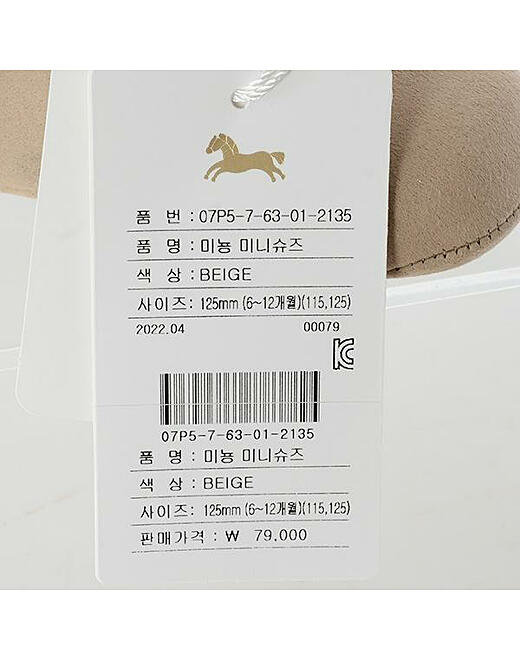 품 번 : 07P5-7-63-01-2135
품 명 : 미뇽 미니슈즈
색 상 : BEIGE
사이즈: 125mm (6~12개월)(115,125)
2022.04 00079
07P5-7-63-01-2135
품 명 : 미뇽 미니슈즈
색 상 : BEIGE
사이즈: 125mm (6~12개월)(115,125)
판매가격 : ₩ 79,000